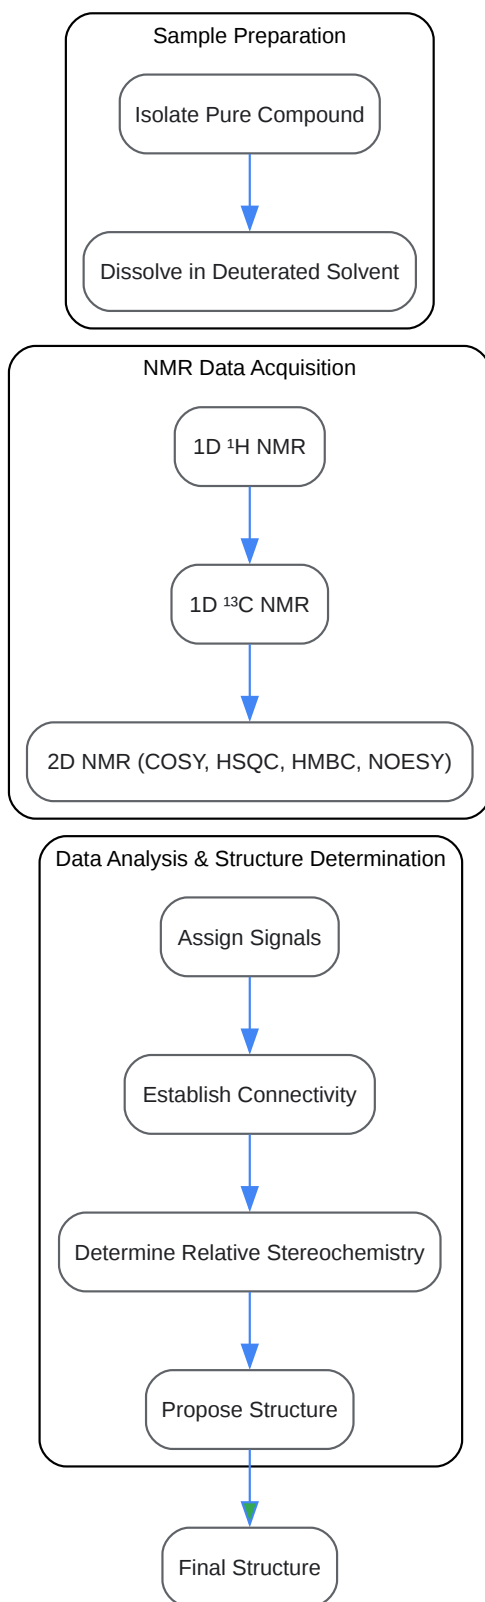 Sample Preparation
Isolate Pure Compound
Dissolve in Deuterated Solvent
NMR Data Acquisition
1D ¹H NMR
1D ¹³C NMR
2D NMR (COSY, HSQC, HMBC, NOESY)
Data Analysis & Structure Determination
Assign Signals
Establish Connectivity
Determine Relative Stereochemistry
Propose Structure
Final Structure